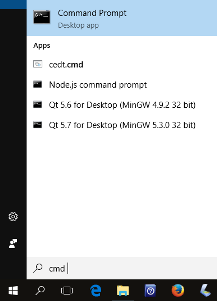 Command Prompt
Desktop app
Apps
cedt.cmd
Node.js command prompt
Qt 5.6 for Desktop (MinGW 4.9.2 32 bit)
Qt 5.7 for Desktop (MinGW 5.3.0 32 bit)
cmd